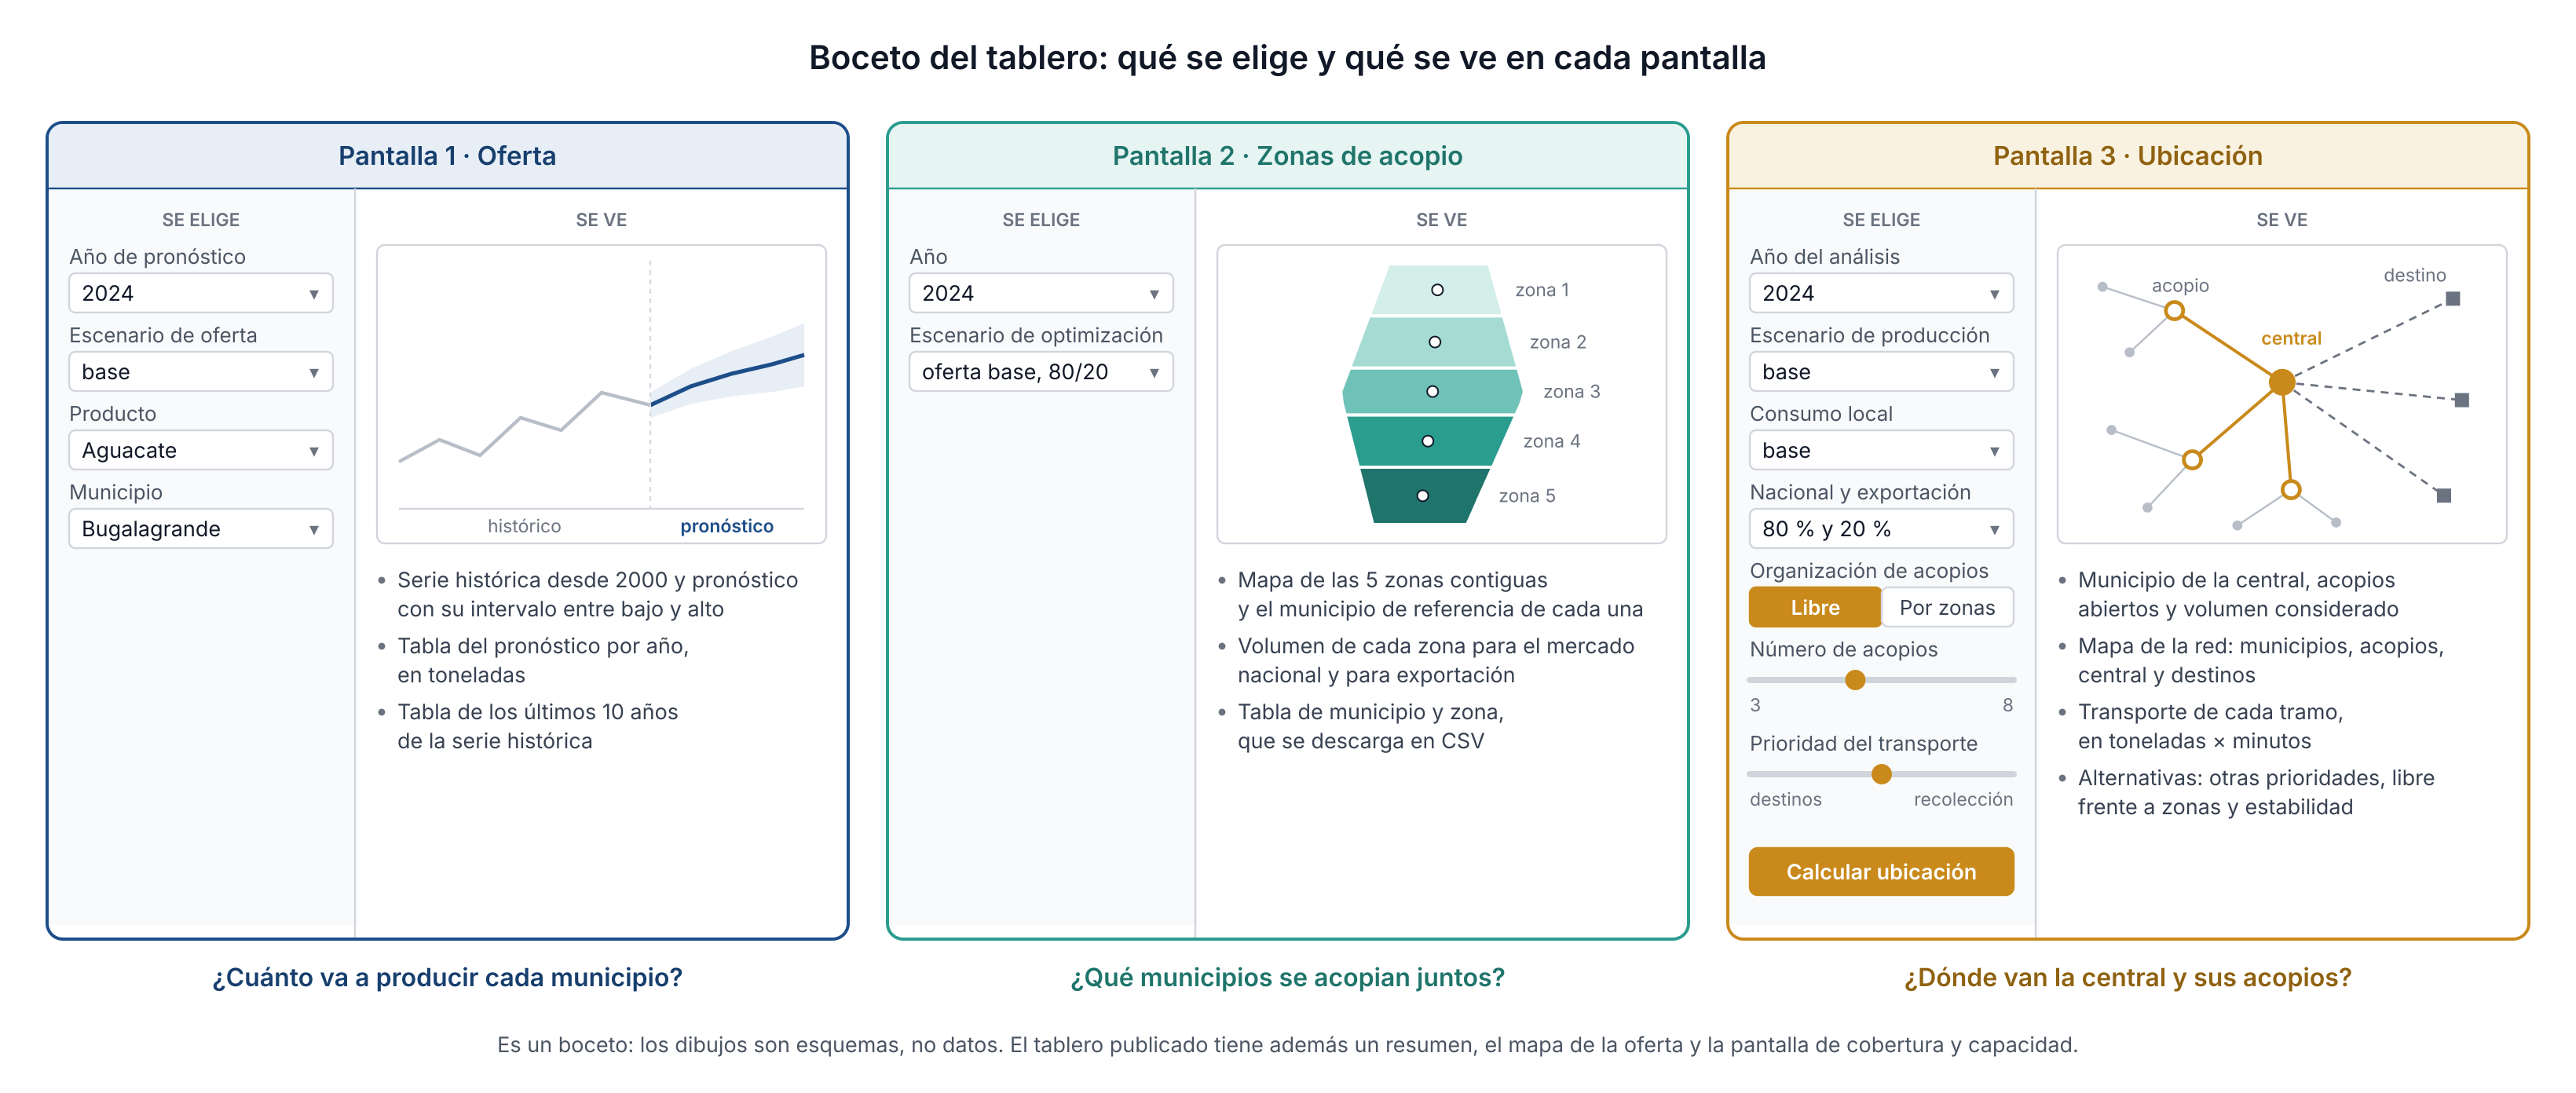 Boceto del tablero: qué se elige y qué se ve en cada pantalla
Pantalla 1 · Oferta
SE ELIGE
Año de pronóstico
2024
Escenario de oferta
base
Producto
Aguacate
Municipio
Bugalagrande
SE VE
histórico
pronóstico
• Serie histórica desde 2000 y pronóstico
con su intervalo entre bajo y alto
• Tabla del pronóstico por año,
en toneladas
• Tabla de los últimos 10 años
de la serie histórica
¿Cuánto va a producir cada municipio?
Pantalla 2 · Zonas de acopio
SE ELIGE
Año
2024
Escenario de optimización
oferta base, 80/20
SE VE
zona 1
zona 2
zona 3
zona 4
zona 5
• Mapa de las 5 zonas contiguas
y el municipio de referencia de cada una
• Volumen de cada zona para el mercado
nacional y para exportación
• Tabla de municipio y zona,
que se descarga en CSV
¿Qué municipios se acopian juntos?
Pantalla 3 · Ubicación
SE ELIGE
Año del análisis
2024
Escenario de producción
base
Consumo local
base
Nacional y exportación
80 % y 20 %
Organización de acopios
Libre Por zonas
Número de acopios
3 8
Prioridad del transporte
destinos recolección
Calcular ubicación
SE VE
destino
acopio
central
• Municipio de la central, acopios
abiertos y volumen considerado
• Mapa de la red: municipios, acopios,
central y destinos
• Transporte de cada tramo,
en toneladas × minutos
• Alternativas: otras prioridades, libre
frente a zonas y estabilidad
¿Dónde van la central y sus acopios?
Es un boceto: los dibujos son esquemas, no datos. El tablero publicado tiene además un resumen, el mapa de la oferta y la pantalla de cobertura y capacidad.